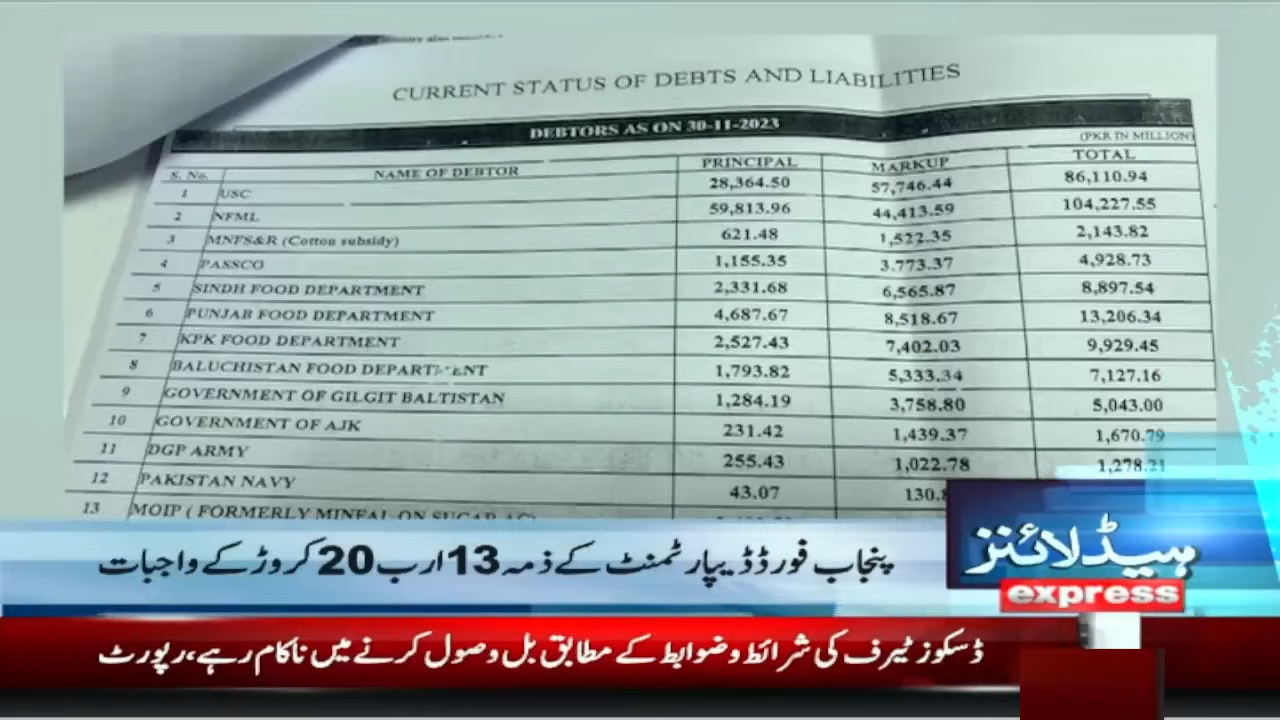 CURRENT STATUS OF DEBTS AND LIABILITIES
DEBTORS AS ON 30-11-2023
(PKR IN MILLION)
S. No. NAME OF DEBTOR PRINCIPAL MARKUP TOTAL
1 USC 28,364.50 57,746.44 86,110.94
2 NFML 59,813.96 44,413.59 104,227.55
3 MNFS&R (Cotton subsidy) 621.48 1,522.35 2,143.82
4 PASSCO 1,155.35 3,773.37 4,928.73
5 SINDH FOOD DEPARTMENT 2,331.68 6,565.87 8,897.54
6 PUNJAB FOOD DEPARTMENT 4,687.67 8,518.67 13,206.34
7 KPK FOOD DEPARTMENT 2,527.43 7,402.03 9,929.45
8 BALUCHISTAN FOOD DEPARTMENT 1,793.82 5,333.34 7,127.16
9 GOVERNMENT OF GILGIT BALTISTAN 1,284.19 3,758.80 5,043.00
10 GOVERNMENT OF AJK 231.42 1,439.37 1,670.79
11 DGP ARMY 255.43 1,022.78 1,278.21
12 PAKISTAN NAVY 43.07 130.8
13 MOIP ( FORMERLY
پنجاب فورڈ ڈیپارٹمنٹ کے ذمہ 13 ارب 20 کروڑ کے واجبات
ہیڈلائنز
express
ڈسکوز ٹیرف کی شرائط و ضوابط کے مطابق بل وصول کرنے میں ناکام رہے، رپورٹ